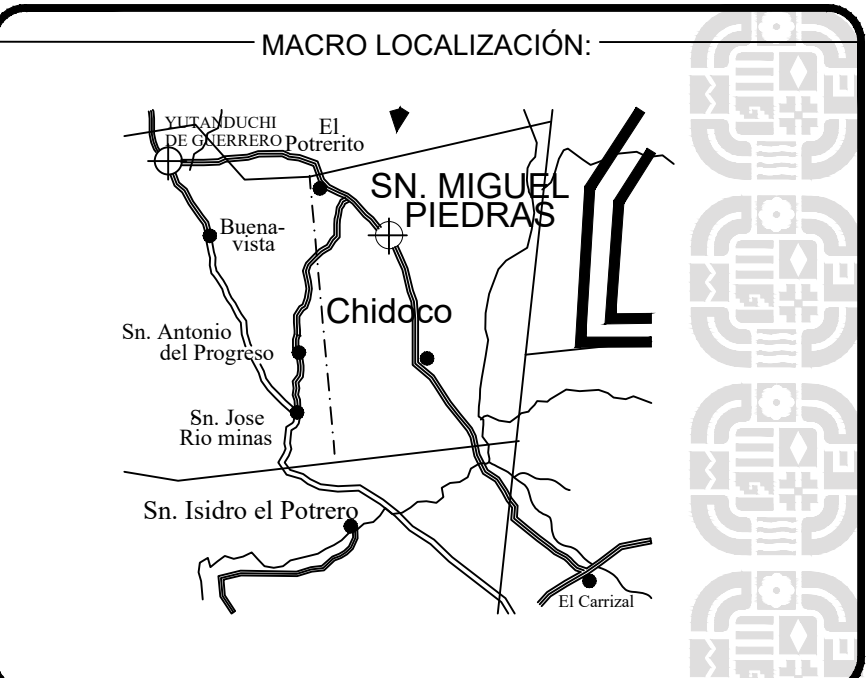 MACRO LOCALIZACIÓN:
YUTANDUCHI
DE GUERRERO
El
Potrerito
SN. MIGUEL
PIEDRAS
Buena-
vista
Chidoco
Sn. Antonio
del Progreso
Sn. Jose
Rio minas
Sn. Isidro el Potrero
El Carrizal